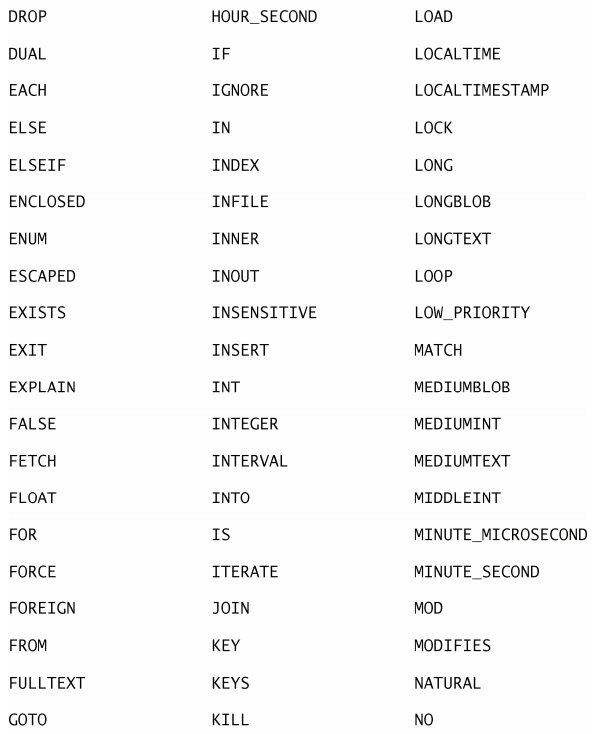 DROP HOUR_SECOND LOAD
DUAL IF LOCALTIME
EACH IGNORE LOCALTIMESTAMP
ELSE IN LOCK
ELSEIF INDEX LONG
ENCLOSED INFILE LONGBLOB
ENUM INNER LONGTEXT
ESCAPED INOUT LOOP
EXISTS INSENSITIVE LOW_PRIORITY
EXIT INSERT MATCH
EXPLAIN INT MEDIUMBLOB
FALSE INTEGER MEDIUMINT
FETCH INTERVAL MEDIUMTEXT
FLOAT INTO MIDDLEINT
FOR IS MINUTE_MICROSECOND
FORCE ITERATE MINUTE_SECOND
FOREIGN JOIN MOD
FROM KEY MODIFIES
FULLTEXT KEYS NATURAL
GOTO KILL NO